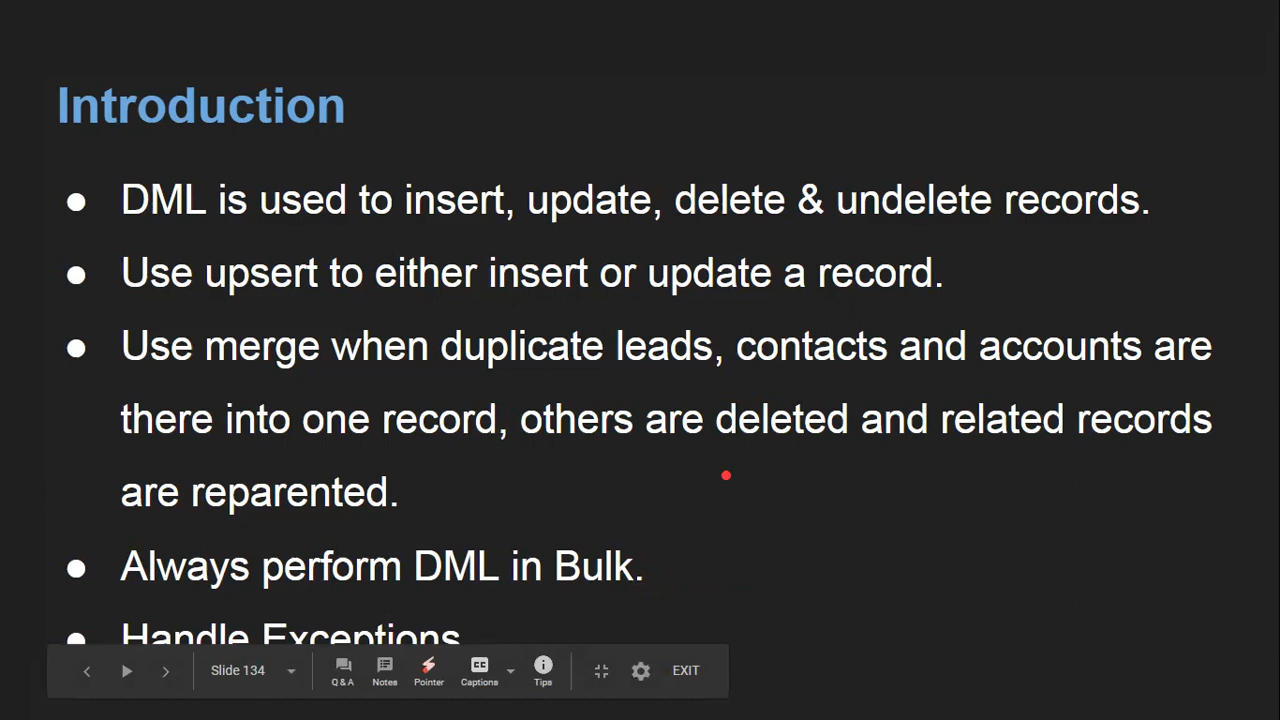 Introduction
● DML is used to insert, update, delete & undelete records.
● Use upsert to either insert or update a record.
● Use merge when duplicate leads, contacts and accounts are
there into one record, others are deleted and related records
are reparented.
● Always perform DML in Bulk.
● Handle Exceptions
Slide 134
Q & A
Notes
Pointer
CC
Captions
Tips
EXIT